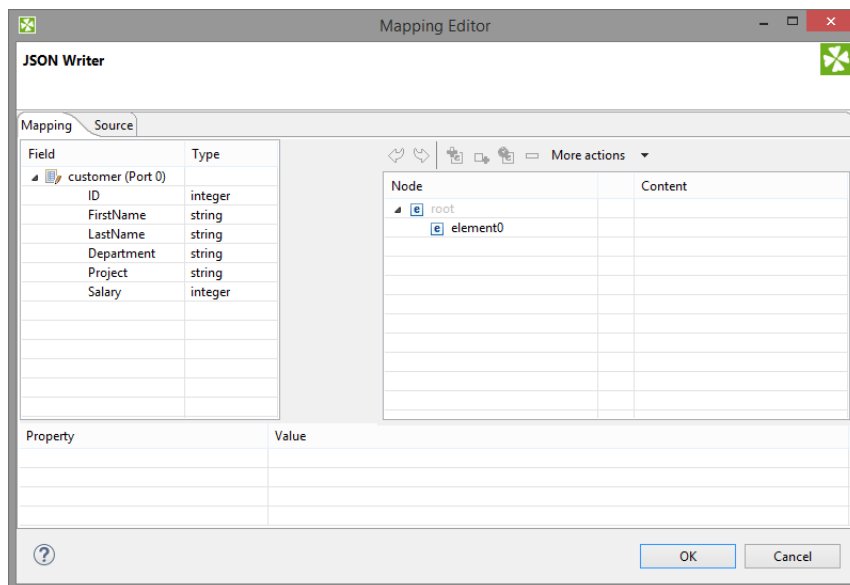 Mapping Editor
JSON Writer
Mapping Source
Field Type
customer (Port 0)
ID integer
FirstName string
LastName string
Department string
Project string
Salary integer
More actions
Node Content
e root
e element0
Property Value
? OK Cancel